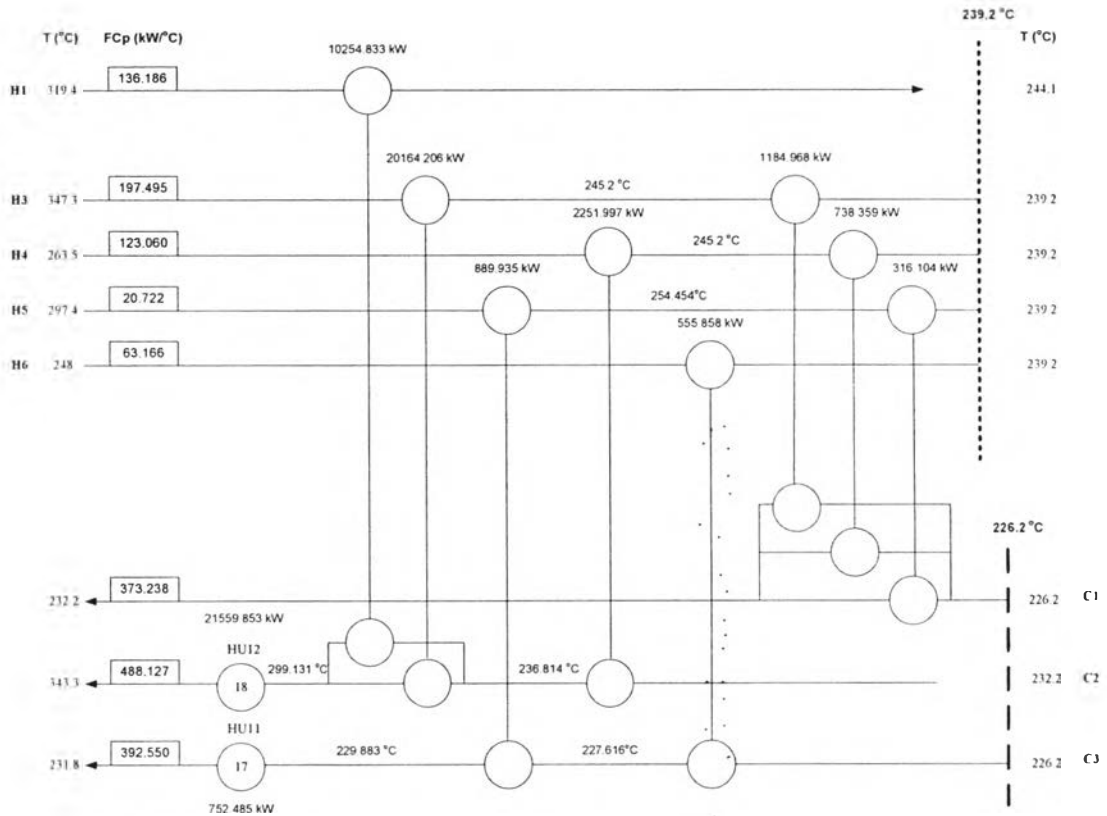 239.2 °C
T (°C) FCp (kW/°C) T (°C)
10254.833 kW
H1 319.4 136.186 244.1
20164.206 kW 1184.968 kW
H3 347.3 197.495 245.2 °C 239.2
2251.997 kW 738.359 kW
H4 263.5 123.060 245.2 °C 239.2
889.935 kW 316.104 kW
H5 297.4 20.722 254.454°C 239.2
555.858 kW
H6 248 63.166 239.2
226.2 °C
232.2 373.238 226.2 C1
21559.853 kW
HU12
343.3 488.127 18 299.131 °C 236.814 °C 232.2 C2
HU11
231.8 392.550 17 229.883 °C 227.616°C 226.2 C3
752.485 kW